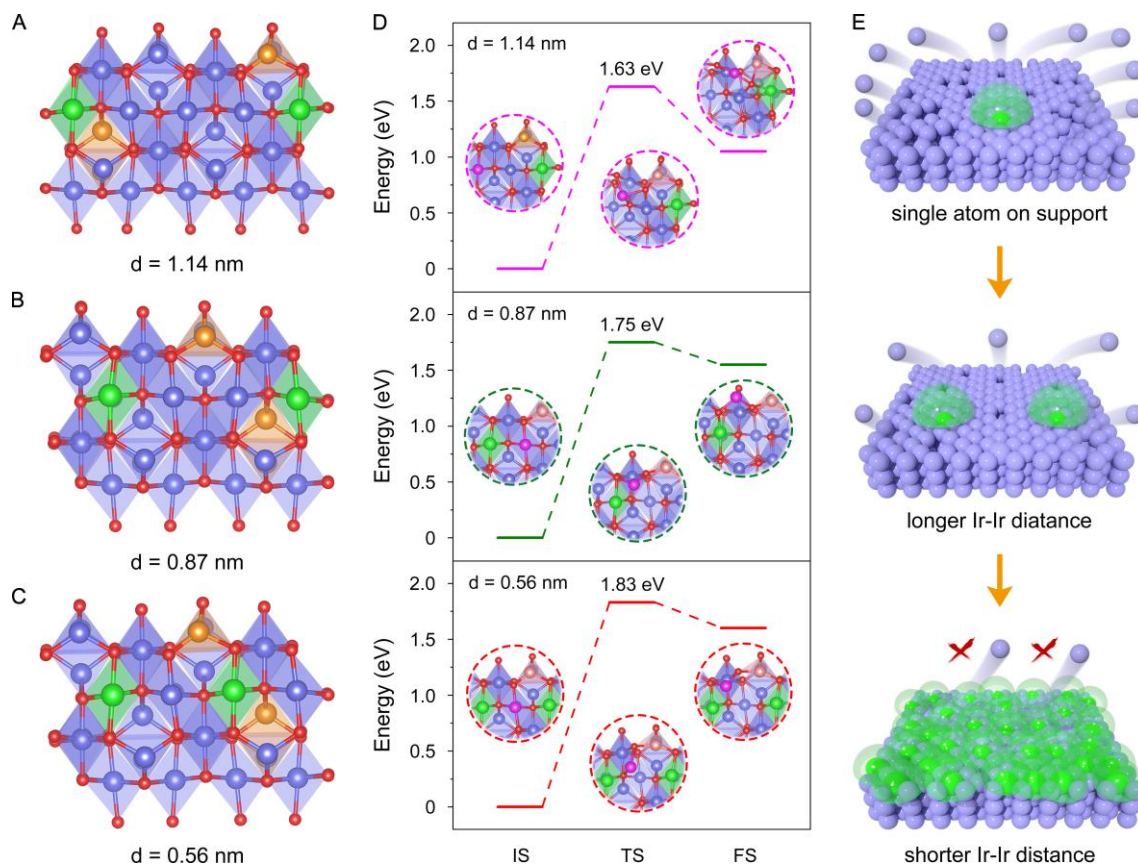 A
d = 1.14 nm
B
d = 0.87 nm
C
d = 0.56 nm
D
Energy (eV)
2.0
1.5
1.0
0.5
0
d = 1.14 nm
1.63 eV
Energy (eV)
2.0
1.5
1.0
0.5
0
d = 0.87 nm
1.75 eV
Energy (eV)
2.0
1.5
1.0
0.5
0
d = 0.56 nm
1.83 eV
IS TS FS
E
single atom on support
longer Ir-Ir diatance
shorter Ir-Ir distance